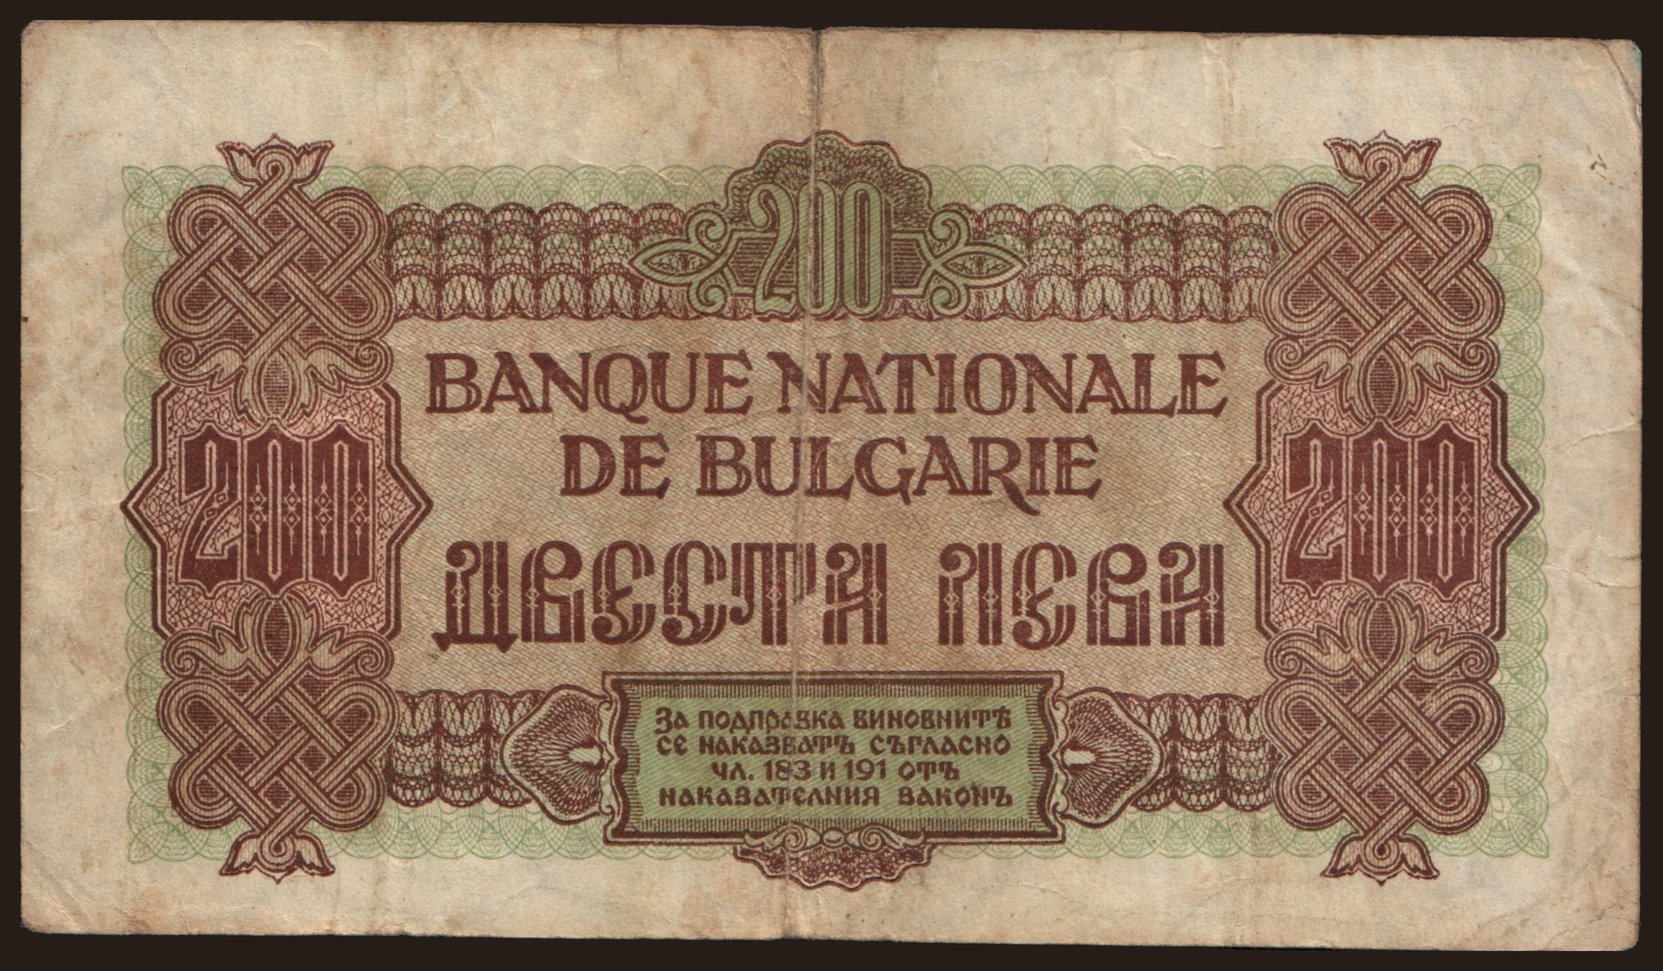 200
BANQUE NATIONALE
DE BULGARIE
200
200
ДВЕСТА ЛЕВА
За подправка виновнитѣ
се наказватъ съгласно
чл. 183 и 191 отъ
наказателния законъ